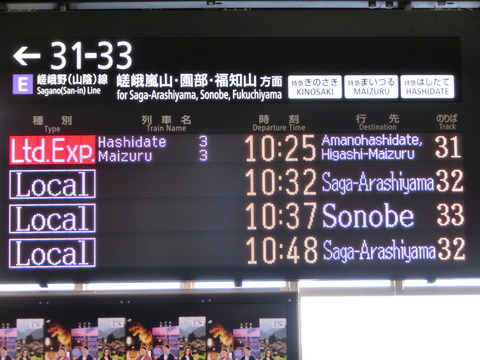 ← 31-33
E 嵯峨野(山陰)線 嵯峨嵐山・園部・福知山 方面 特急きのさき 特急まいづる 特急はしだて
Sagano(San-in) Line for Saga-Arashiyama, Sonobe, Fukuchiyama KINOSAKI MAIZURU HASHIDATE
種別 列車名 時刻 行先 のりば
Type Train Name Departure Time Destination Track
Ltd.Exp. Hashidate 3 10:25 Amanohashidate, 31
Maizuru 3 Higashi-Maizuru
Local 10:32 Saga-Arashiyama 32
Local 10:37 Sonobe 33
Local 10:48 Saga-Arashiyama 32